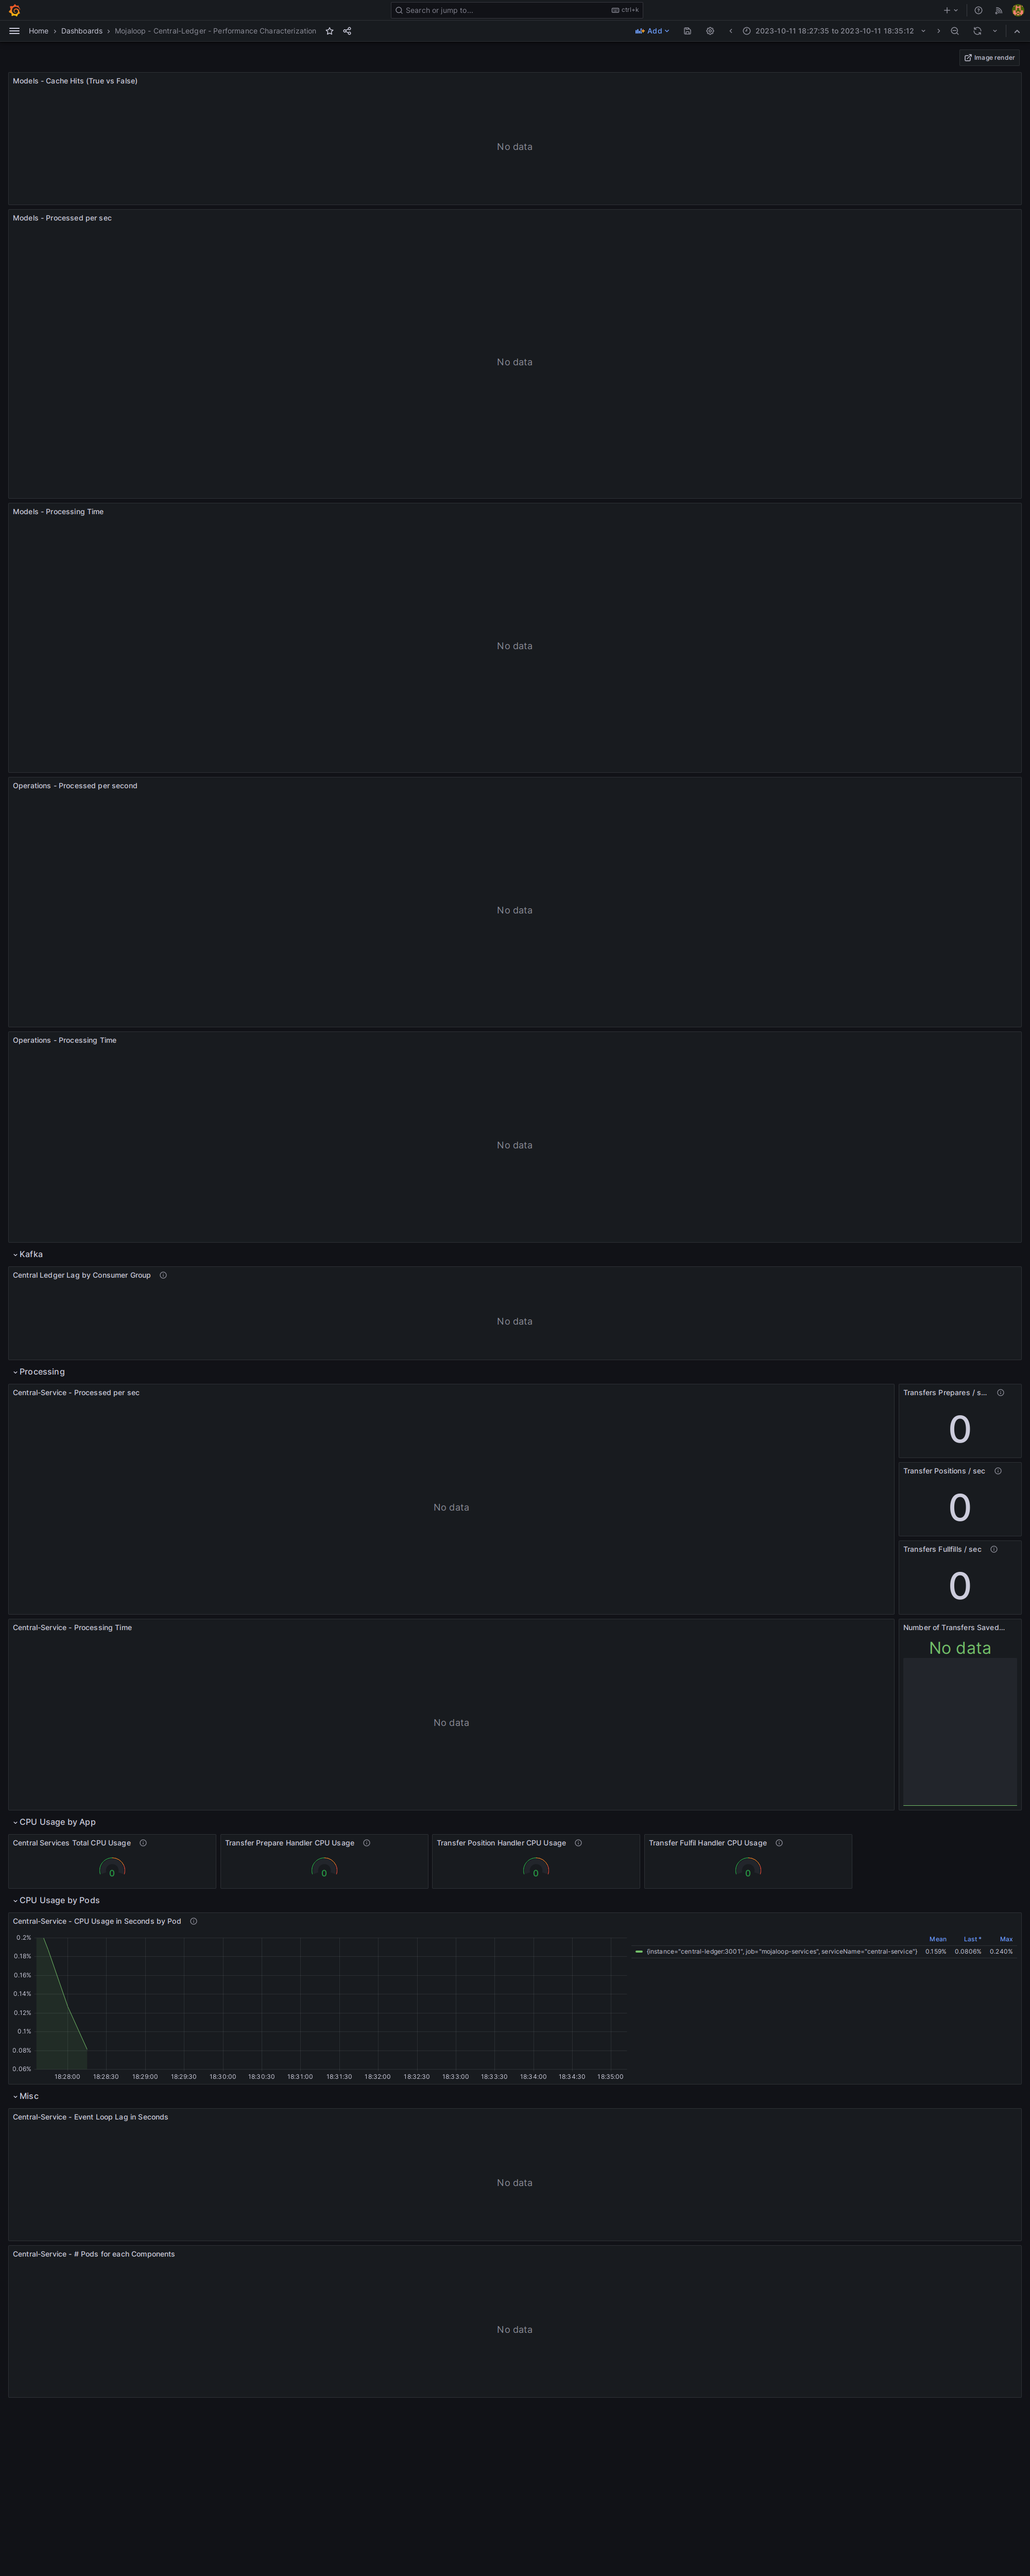 Search or jump to...
ctrl+k
Home › Dashboards › Mojaloop - Central-Ledger - Performance Characterization
Add
2023-10-11 18:27:35 to 2023-10-11 18:35:12
Image render
Models - Cache Hits (True vs False)
No data
Models - Processed per sec
No data
Models - Processing Time
No data
Operations - Processed per second
No data
Operations - Processing Time
No data
Kafka
Central Ledger Lag by Consumer Group
No data
Processing
Central-Service - Processed per sec
No data
Transfers Prepares / s...
0
Transfer Positions / sec
0
Transfers Fullfills / sec
0
Central-Service - Processing Time
No data
Number of Transfers Saved...
No data
CPU Usage by App
Central Services Total CPU Usage
0
Transfer Prepare Handler CPU Usage
0
Transfer Position Handler CPU Usage
0
Transfer Fulfil Handler CPU Usage
0
CPU Usage by Pods
Central-Service - CPU Usage in Seconds by Pod
0.2%
0.18%
0.16%
0.14%
0.12%
0.1%
0.08%
0.06%
18:28:00 18:28:30 18:29:00 18:29:30 18:30:00 18:30:30 18:31:00 18:31:30 18:32:00 18:32:30 18:33:00 18:33:30 18:34:00 18:34:30 18:35:00
Mean Last * Max
{instance="central-ledger:3001", job="mojaloop-services", serviceName="central-service"} 0.159% 0.0806% 0.240%
Misc
Central-Service - Event Loop Lag in Seconds
No data
Central-Service - # Pods for each Components
No data